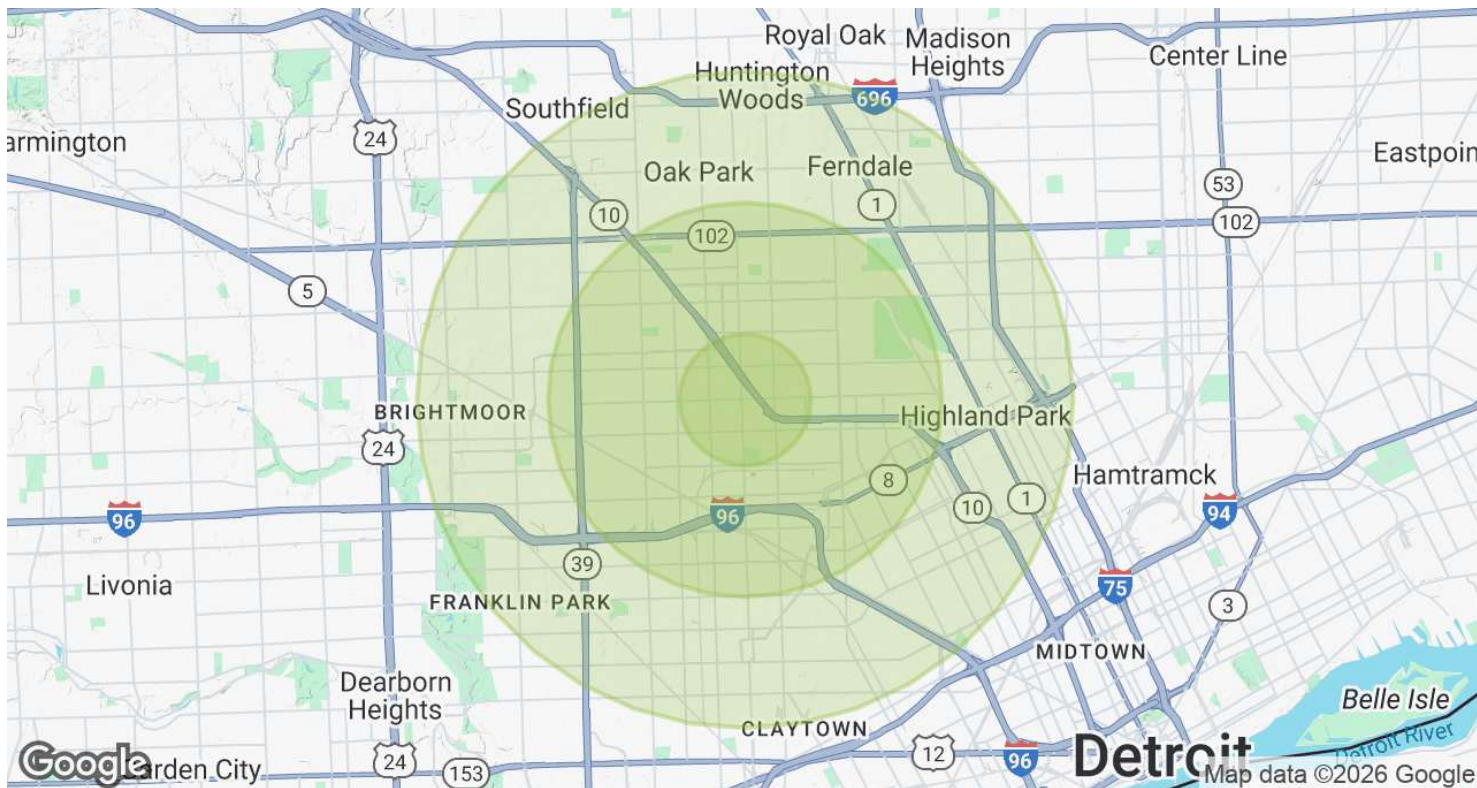 Royal Oak
Madison
Heights
Center Line
Huntington
Woods
696
Southfield
24
armington
Eastpoin
Oak Park
Ferndale
53
1
10
102
102
5
BRIGHTMOOR
Highland Park
24
Hamtramck
8
96
1
10
94
96
39
Livonia
75
FRANKLIN PARK
3
MIDTOWN
Dearborn
Heights
Belle Isle
CLAYTOWN
Detroit River
12
Detroit
96
24
153
Google
Garden City
Map data ©2026 Google